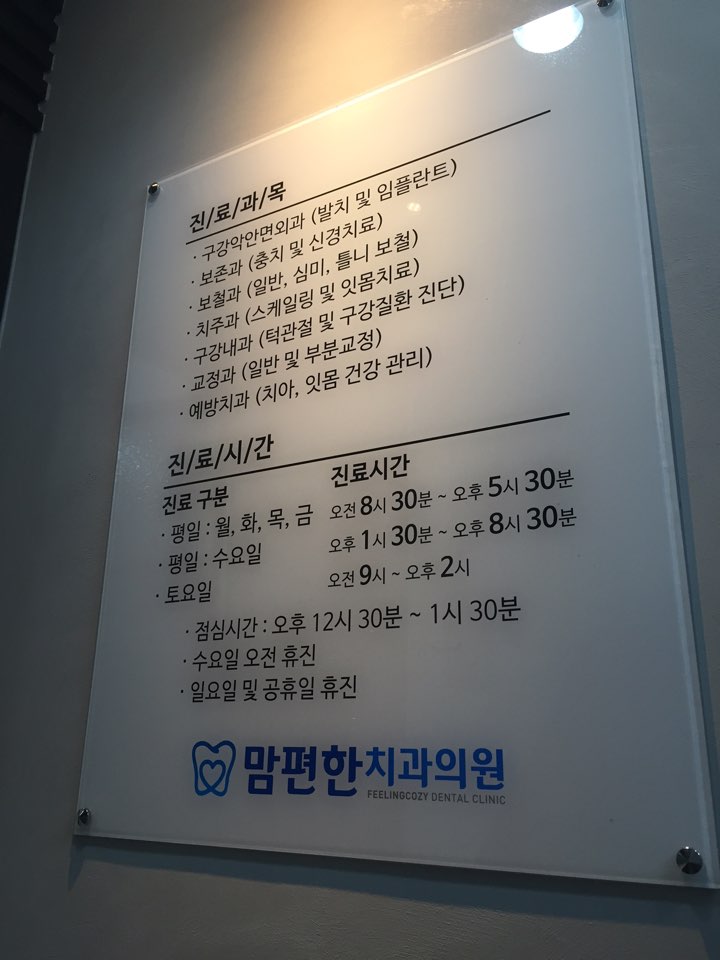 진/료/과/목
· 구강악안면외과 (발치 및 임플란트)
· 보존과 (충치 및 신경치료)
· 보철과 (일반, 심미, 틀니 보철)
· 치주과 (스케일링 및 잇몸치료)
· 구강내과 (턱관절 및 구강질환 진단)
· 교정과 (일반 및 부분교정)
· 예방치과 (치아, 잇몸 건강 관리)
진/료/시/간
진료 구분 진료시간
· 평일 : 월, 화, 목, 금 오전 8시 30분 ~ 오후 5시 30분
· 평일 : 수요일 오후 1시 30분 ~ 오후 8시 30분
· 토요일 오전 9시 ~ 오후 2시
· 점심시간 : 오후 12시 30분 ~ 1시 30분
· 수요일 오전 휴진
· 일요일 및 공휴일 휴진
맘편한치과의원
FEELINGCOZY DENTAL CLINIC